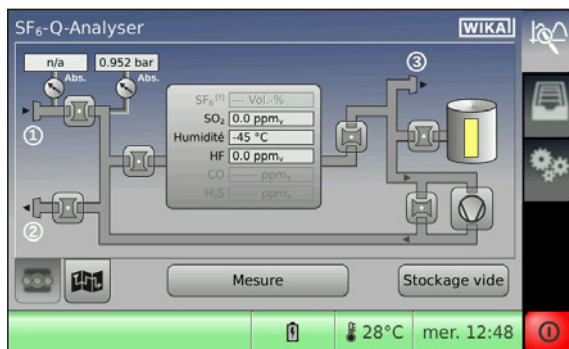 SF₆-Q-Analyser
WIKA
n/a
0.952 bar
Abs.
Abs.
①
②
③
SF₆ [?] --- Vol.-%
SO₂ 0.0 ppmᵥ
Humidité -45 °C
HF 0.0 ppmᵥ
CO ------ ppmᵥ
H₂S ------ ppmᵥ
Mesure
Stockage vide
28°C
mer. 12:48